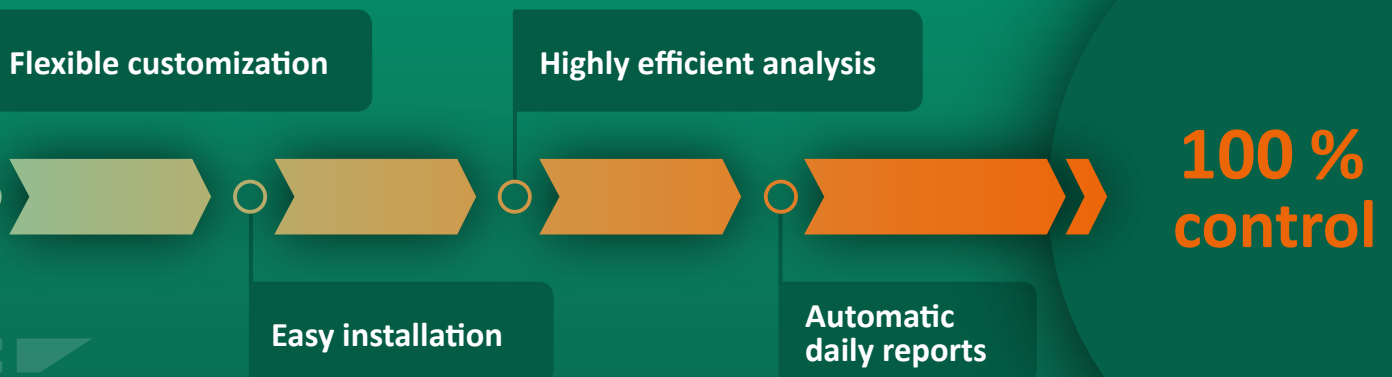 Flexible customization
Highly efficient analysis
100 %
control
Easy installation
Automatic
daily reports